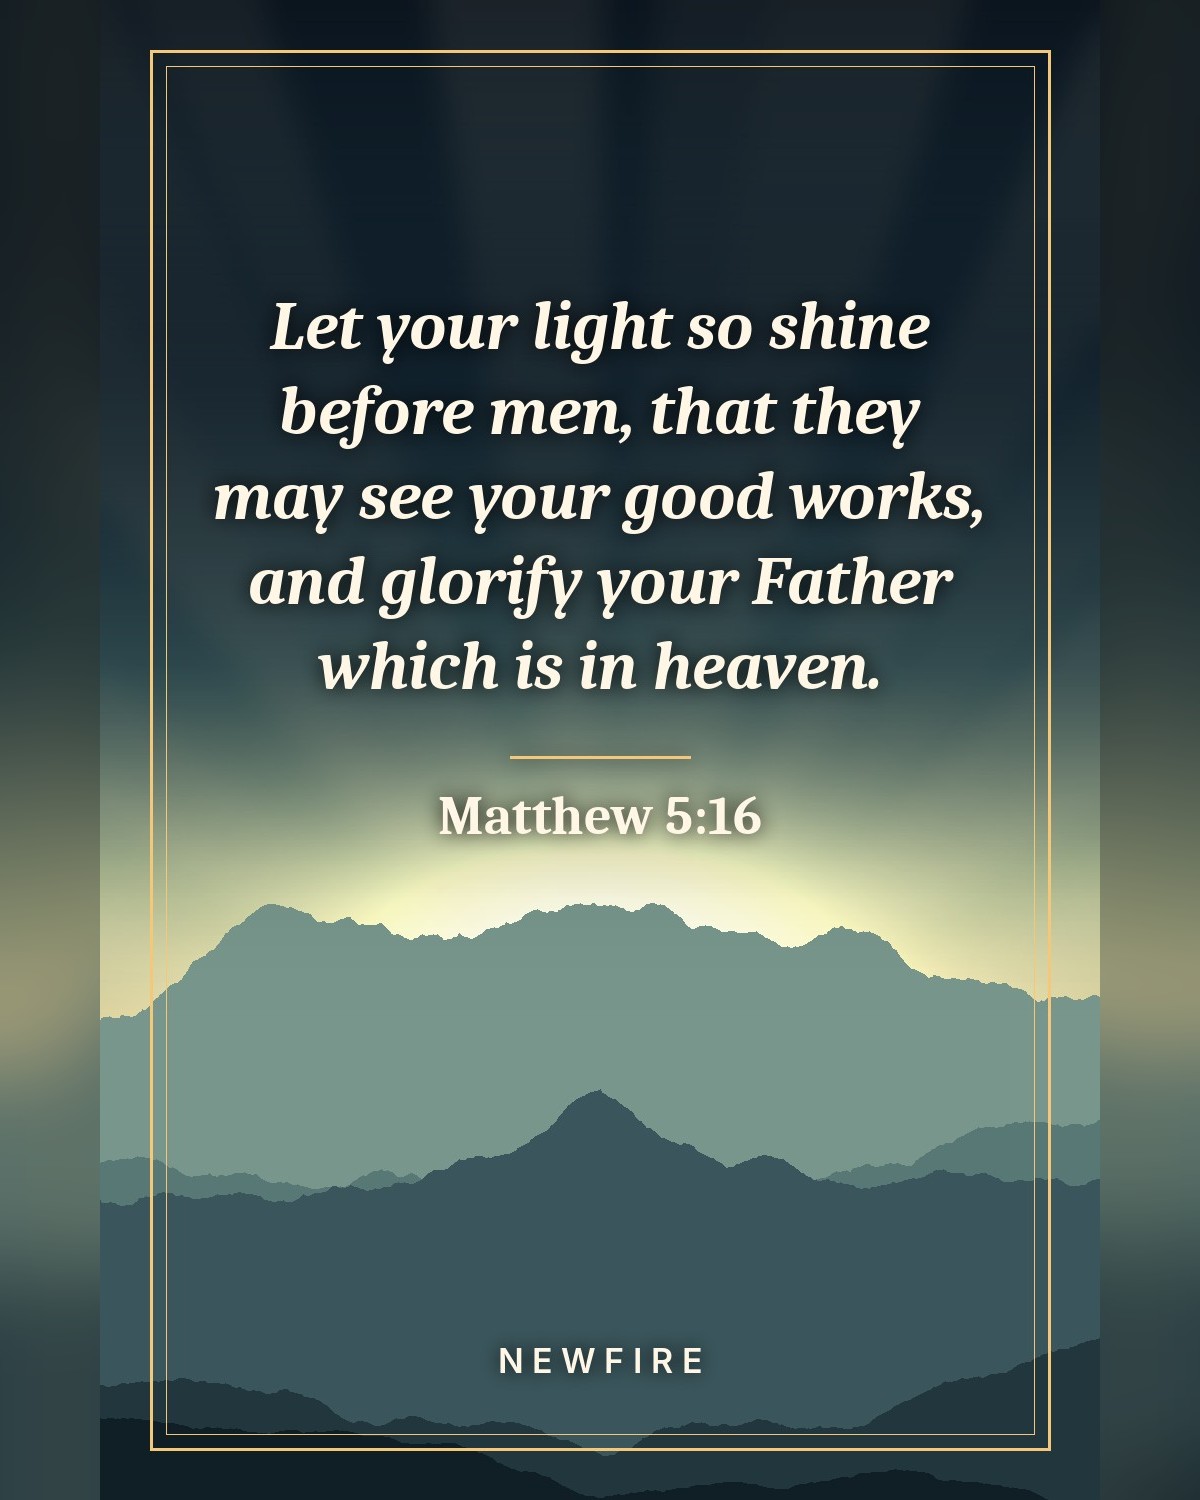 Let your light so shine
before men, that they
may see your good works,
and glorify your Father
which is in heaven.
Matthew 5:16
NEWFIRE